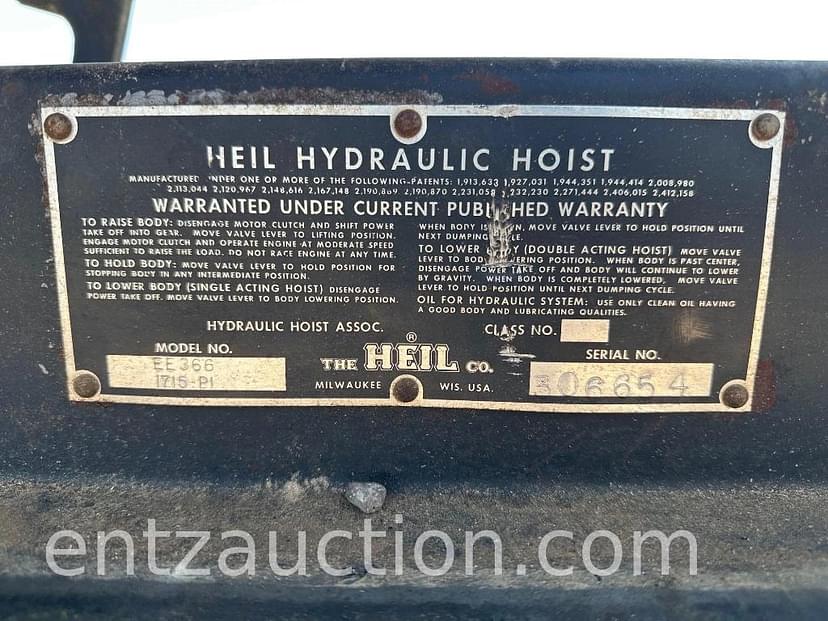 HEIL HYDRAULIC HOIST
MANUFACTURED UNDER ONE OR MORE OF THE FOLLOWING-PATENTS: 1,913,633 1,927,031 1,944,351 1,944,414 2,008,980
2,113,044 2,120,967 2,148,616 2,167,148 2,190,869 2,190,870 2,231,058 2,232,230 2,271,444 2,406,015 2,412,158
WARRANTED UNDER CURRENT PUBLISHED WARRANTY
TO RAISE BODY: DISENGAGE MOTOR CLUTCH AND SHIFT POWER
TAKE OFF INTO GEAR. MOVE VALVE LEVER TO LIFTING POSITION.
ENGAGE MOTOR CLUTCH AND OPERATE ENGINE AT MODERATE SPEED
SUFFICIENT TO RAISE THE LOAD. DO NOT RACE ENGINE AT ANY TIME.
TO HOLD BODY: MOVE VALVE LEVER TO HOLD POSITION FOR
STOPPING BODY IN ANY INTERMEDIATE POSITION.
TO LOWER BODY (SINGLE ACTING HOIST) DISENGAGE
POWER TAKE OFF. MOVE VALVE LEVER TO BODY LOWERING POSITION.
WHEN BODY IS DOWN, MOVE VALVE LEVER TO HOLD POSITION UNTIL
NEXT DUMPING CYCLE.
TO LOWER BODY (DOUBLE ACTING HOIST) MOVE VALVE
LEVER TO BODY LOWERING POSITION. WHEN BODY IS PAST CENTER,
DISENGAGE POWER TAKE OFF AND BODY WILL CONTINUE TO LOWER
BY GRAVITY. WHEN BODY IS COMPLETELY LOWERED, MOVE VALVE
LEVER TO HOLD POSITION UNTIL NEXT DUMPING CYCLE.
OIL FOR HYDRAULIC SYSTEM: USE ONLY CLEAN OIL HAVING
A GOOD BODY AND LUBRICATING QUALITIES.
HYDRAULIC HOIST ASSOC.
CLASS NO.
MODEL NO.
EE366
1715-P1
THE HEIL® CO.
MILWAUKEE WIS. USA.
SERIAL NO.
306654
entzauction.com